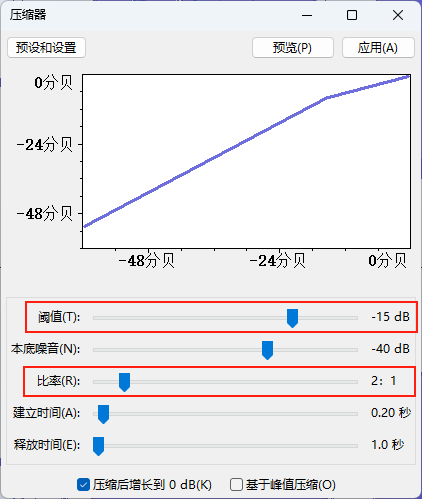 压缩器
预设和设置 预览(P) 应用(A)
0分贝
-24分贝
-48分贝
-48分贝 -24分贝 0分贝
阈值(T): -15 dB
本底噪音(N): -40 dB
比率(R): 2：1
建立时间(A): 0.20 秒
释放时间(E): 1.0 秒
压缩后增长到 0 dB(K) 基于峰值压缩(O)